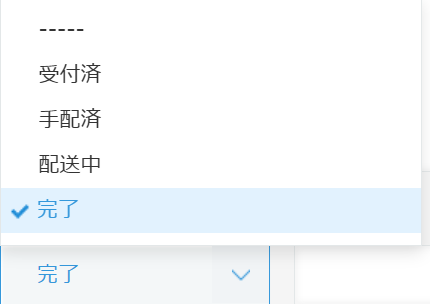 -----
受付済
手配済
配送中
完了
完了